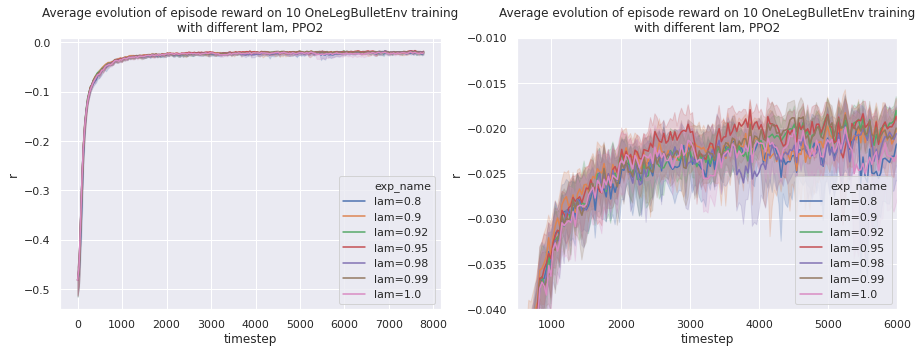 Average evolution of episode reward on 10 OneLegBulletEnv training
with different lam, PPO2
0.0
−0.1
−0.2
−0.3
−0.4
−0.5
r
0 1000 2000 3000 4000 5000 6000 7000 8000
timestep
exp_name
lam=0.8
lam=0.9
lam=0.92
lam=0.95
lam=0.98
lam=0.99
lam=1.0
Average evolution of episode reward on 10 OneLegBulletEnv training
with different lam, PPO2
−0.010
−0.015
−0.020
−0.025
−0.030
−0.035
−0.040
r
1000 2000 3000 4000 5000 6000
timestep
exp_name
lam=0.8
lam=0.9
lam=0.92
lam=0.95
lam=0.98
lam=0.99
lam=1.0